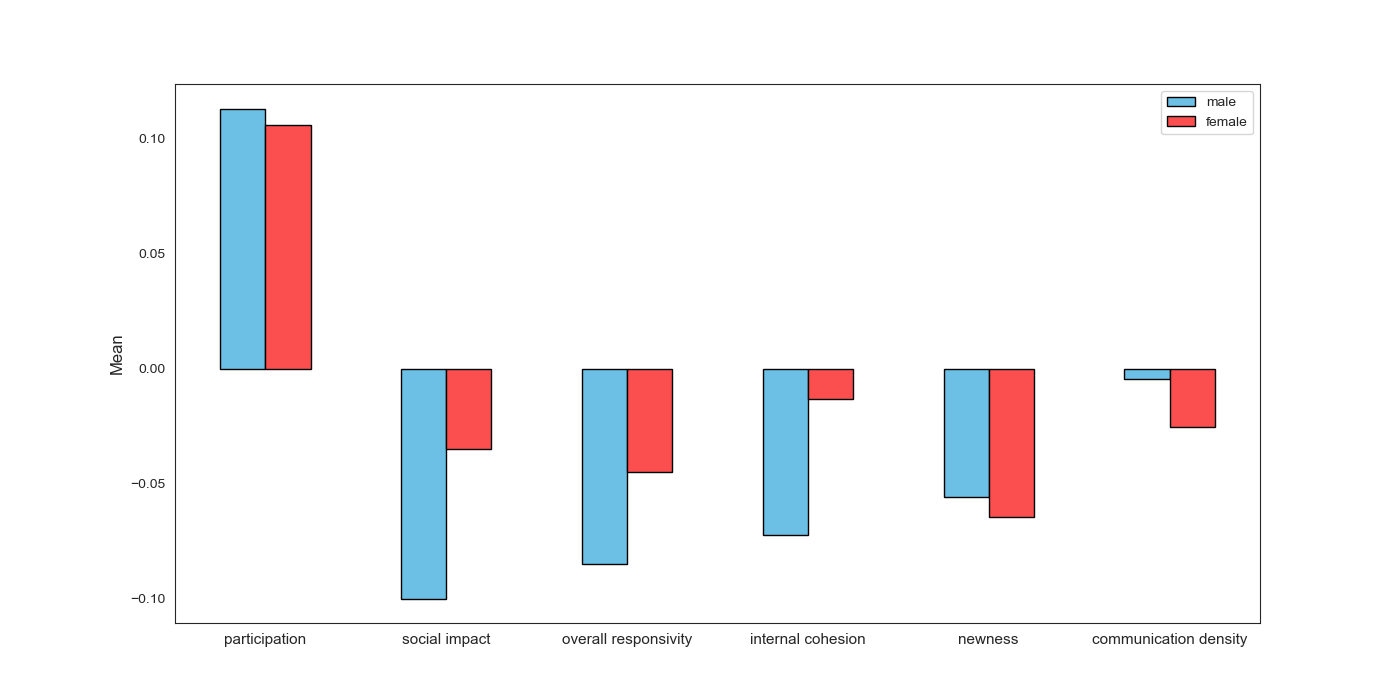 male
female
0.10
0.05
0.00
−0.05
−0.10
Mean
participation
social impact
overall responsivity
internal cohesion
newness
communication density